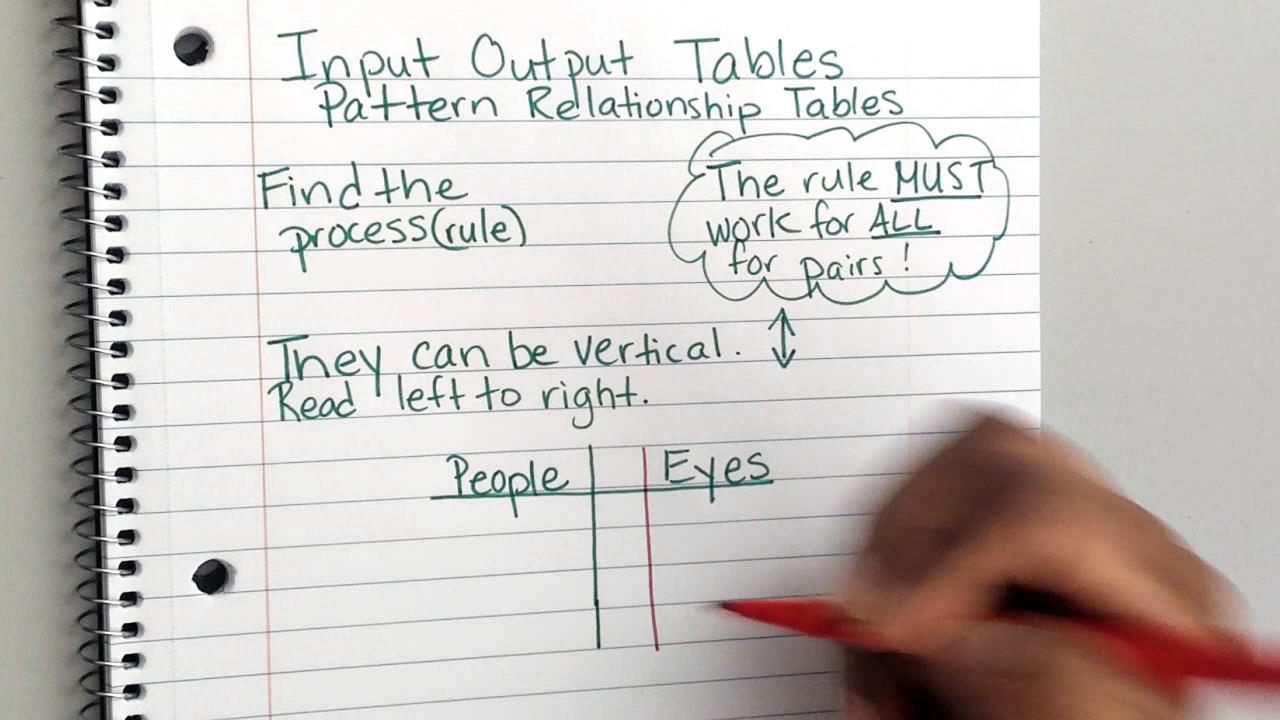 Input Output Tables
Pattern Relationship Tables
Find the
process(rule)
The rule MUST
work for ALL
for pairs!
They can be vertical. ↕
Read left to right.
People Eyes